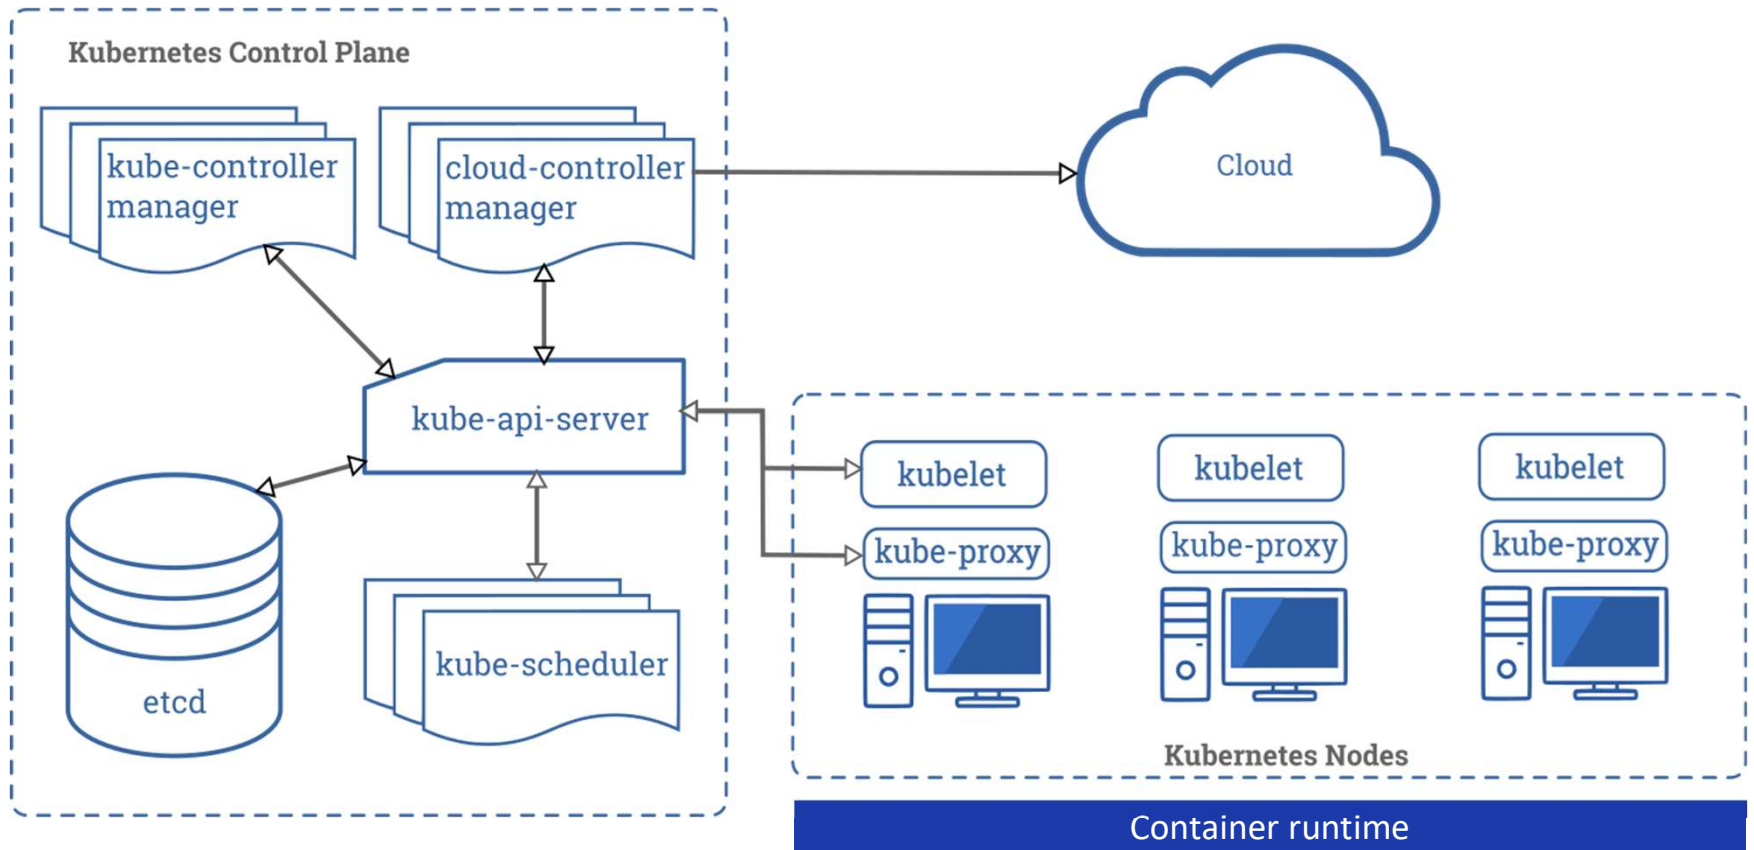 Kubernetes Control Plane
kube-controller
manager
cloud-controller
manager
Cloud
kube-api-server
etcd
kube-scheduler
kubelet
kubelet
kubelet
kube-proxy
kube-proxy
kube-proxy
Kubernetes Nodes
Container runtime